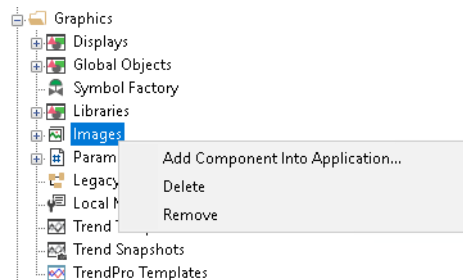 Graphics
Displays
Global Objects
Symbol Factory
Libraries
Images
Add Component Into Application...
Param
Delete
Legacy
Local
Remove
Trend
Trend Snapshots
TrendPro Templates